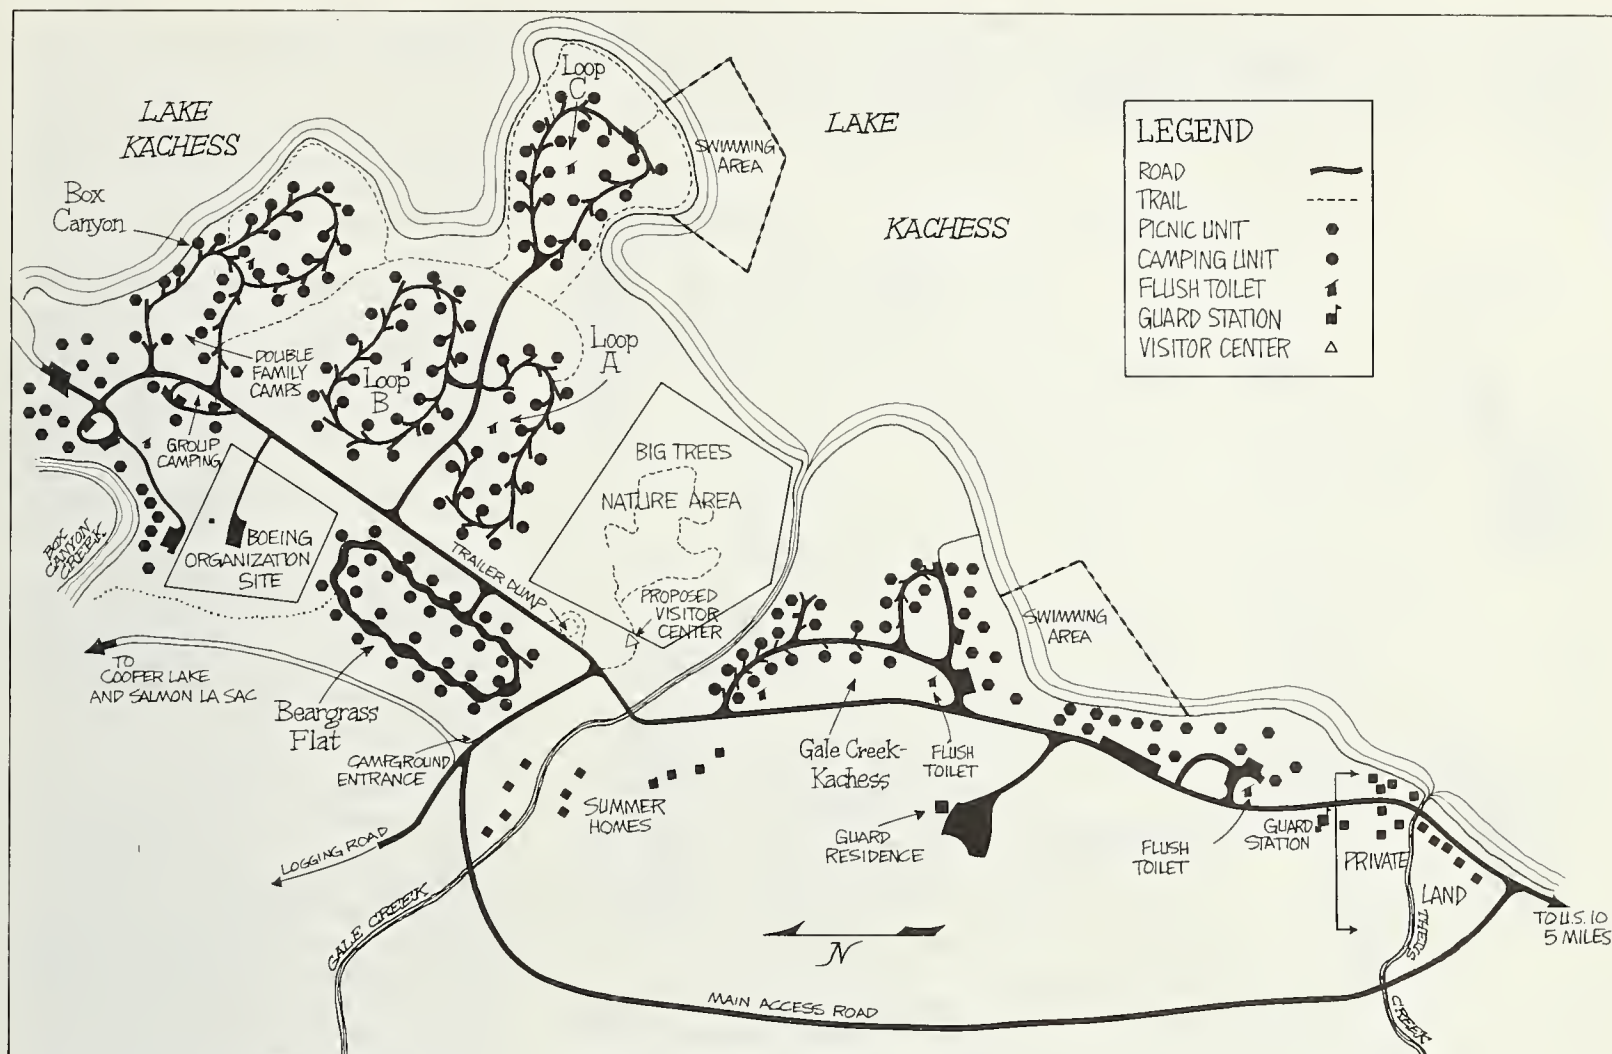 LAKE
KACHESS
Box
Canyon
Loop
C
SWIMMING
AREA
LAKE
KACHESS
LEGEND
ROAD
TRAIL
PICNIC UNIT
CAMPING UNIT
FLUSH TOILET
GUARD STATION
VISITOR CENTER
DOUBLE
FAMILY
CAMPS
Loop
B
Loop
A
GROUP
CAMPING
BIG TREES
NATURE AREA
BOX
CANYON
CREEK
BOEING
ORGANIZATION
SITE
TRAILER DUMP
PROPOSED
VISITOR
CENTER
SWIMMING
AREA
TO
COOPER LAKE
AND SALMON LA SAC
Beargrass
Flat
CAMPGROUND
ENTRANCE
Gale Creek-
Kachess
FLUSH
TOILET
SUMMER
HOMES
GUARD
RESIDENCE
FLUSH
TOILET
GUARD
STATION
PRIVATE
LAND
LOGGING ROAD
GALE CREEK
N
TO U.S. 10
5 MILES
THETIS
CREEK
MAIN ACCESS ROAD